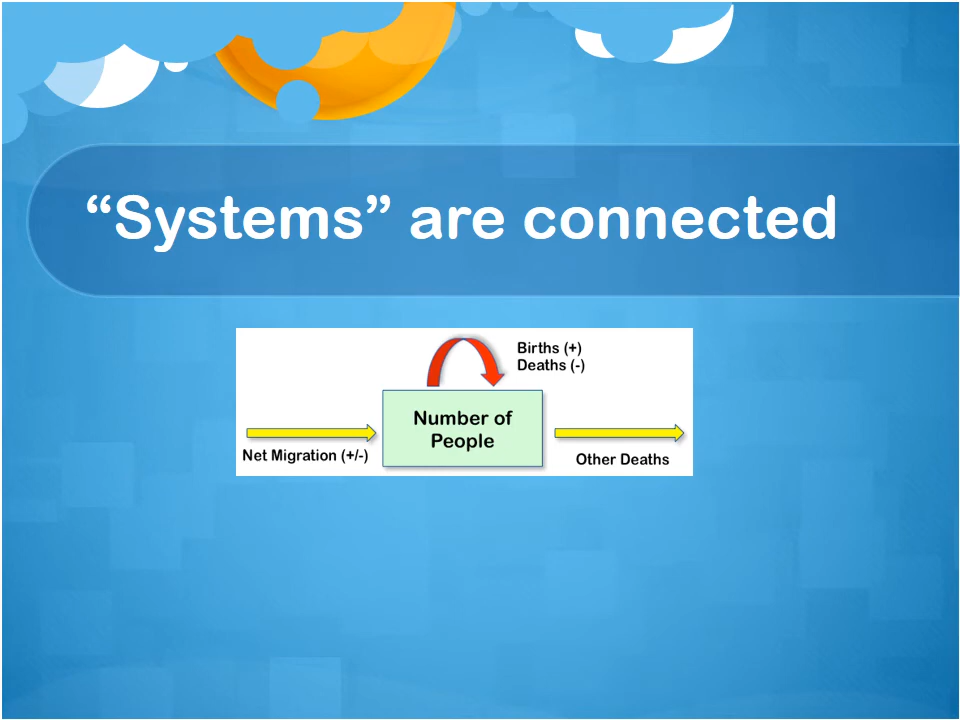 “Systems” are connected
Births (+)
Deaths (-)
Number of
People
Net Migration (+/-)
Other Deaths